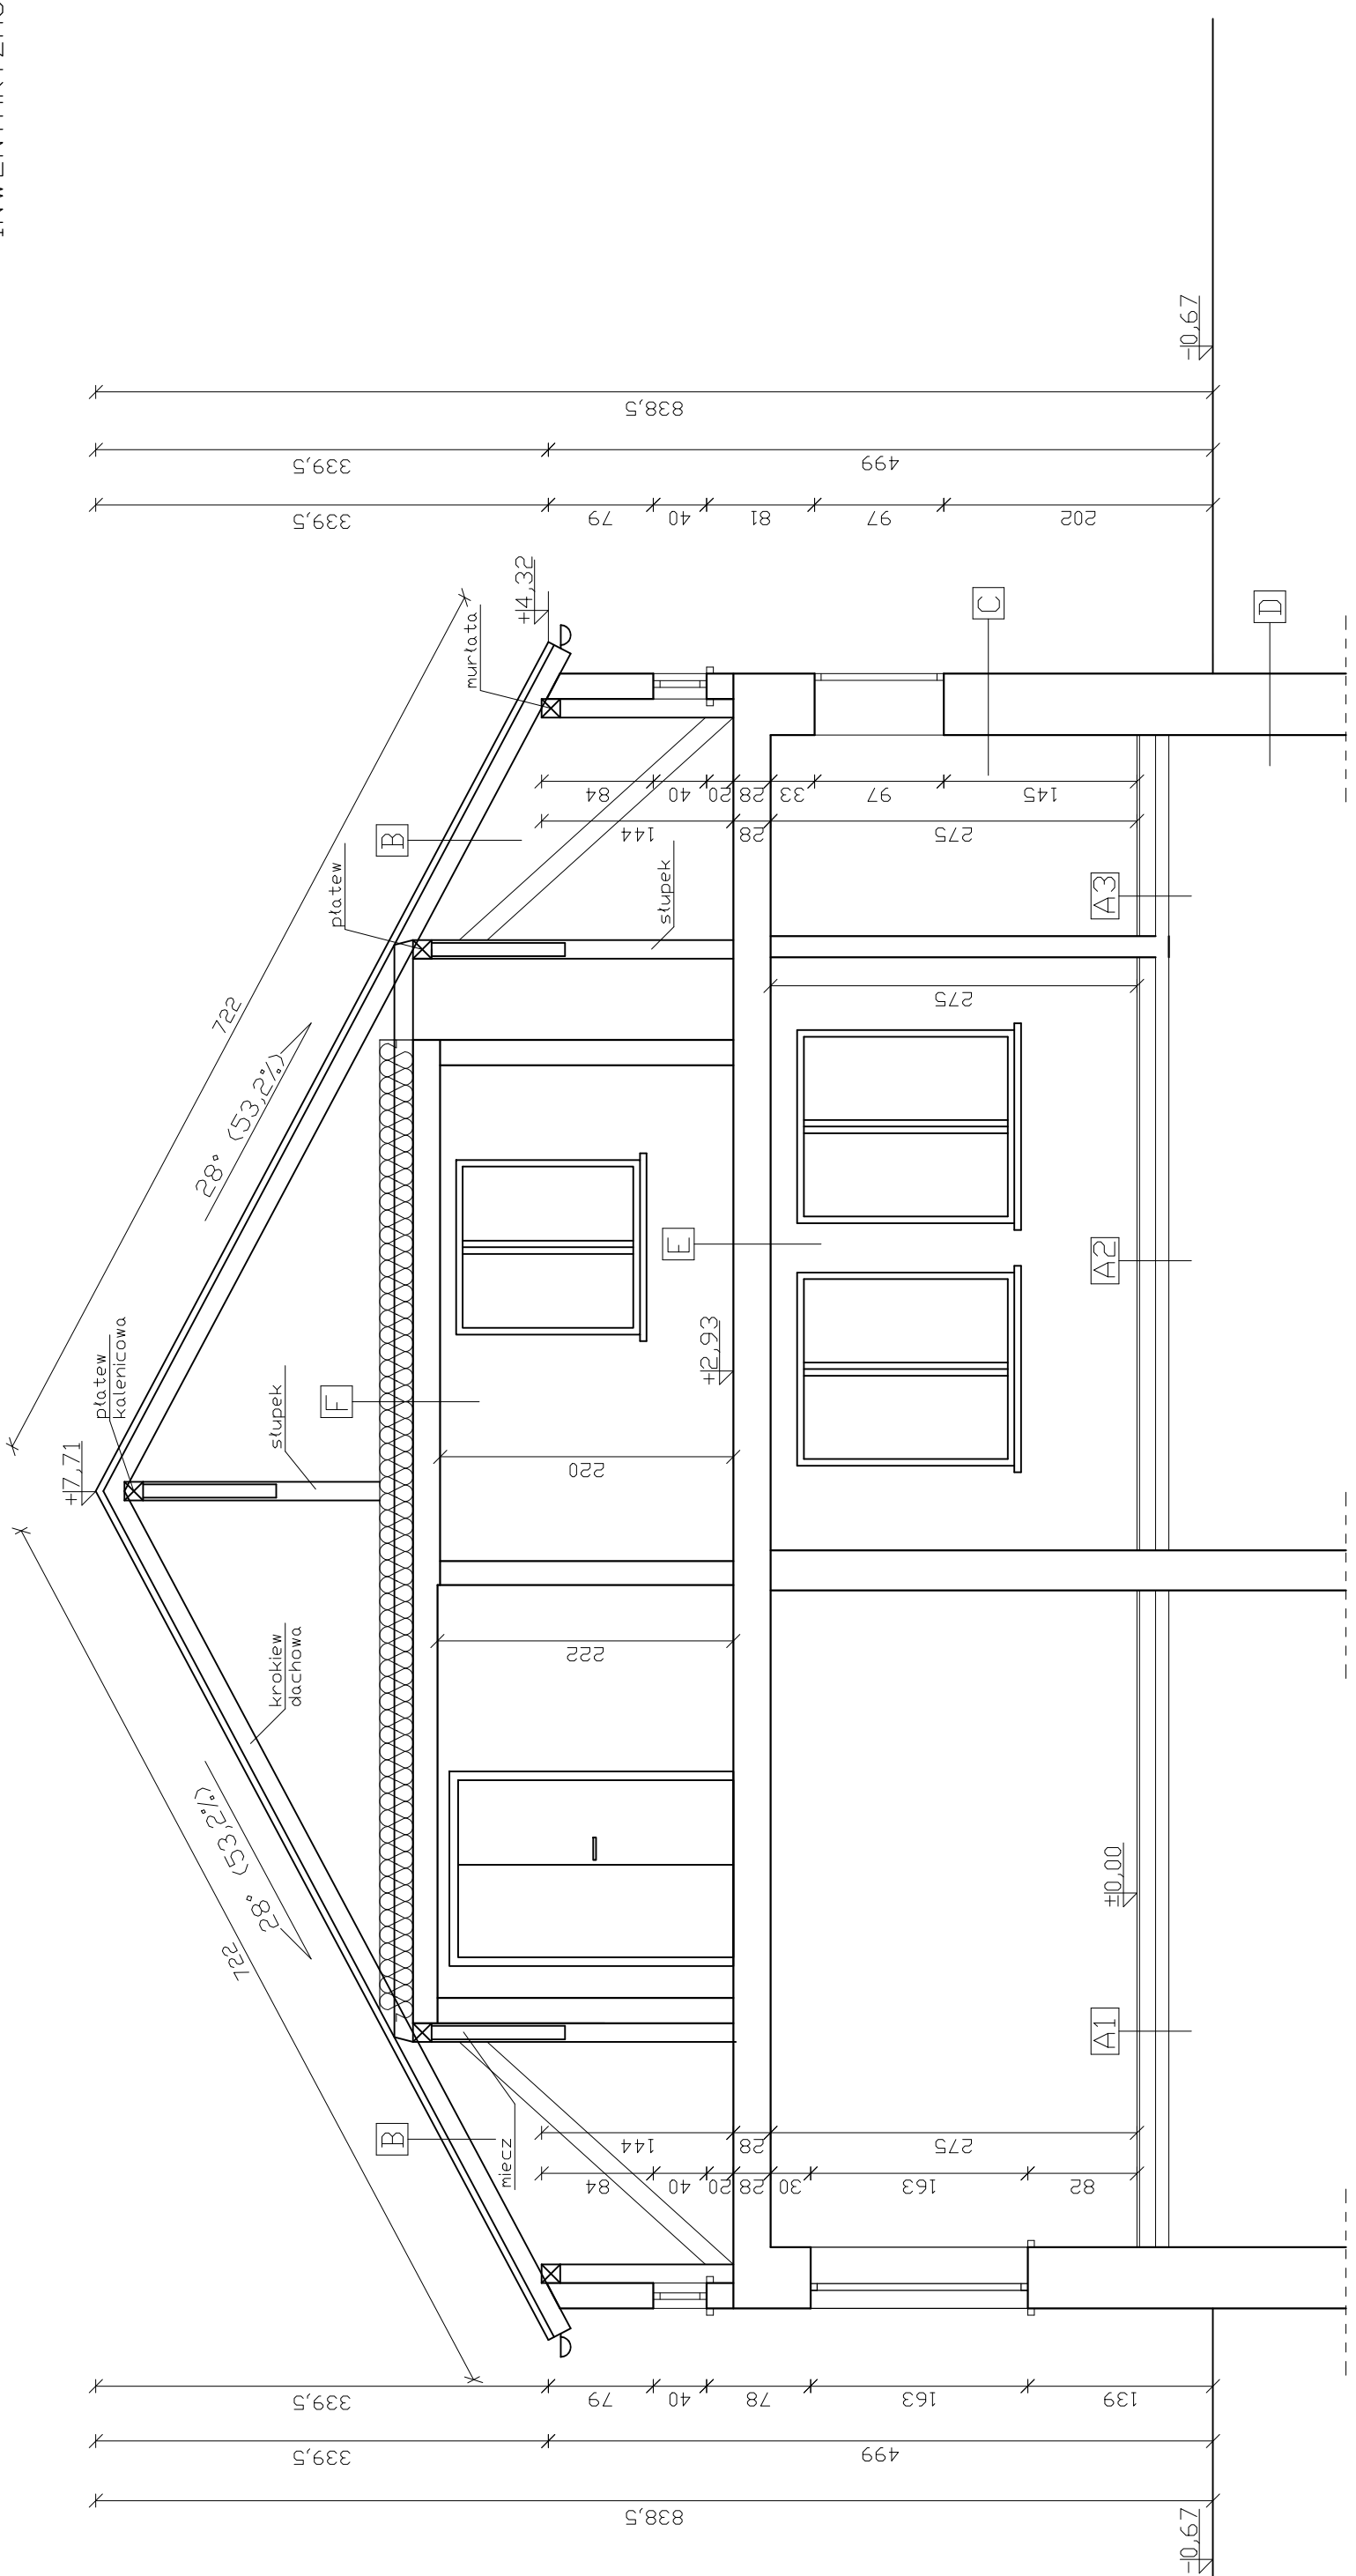 838,5
339,5
499
339,5
79
40
81
97
202
-0,67
+4,32
murłata
722
28° (53,2%)
B
płatew
słupek
84
40
20
28
33
97
145
144
28
275
C
D
A3
275
płatew
kalenicowa
+7,71
słupek
F
E
+2,93
220
A2
krokiew
dachowa
222
28° (53,2%)
722
±0,00
A1
B
miecz
144
28
275
84
40
20
28
30
163
82
339,5
79
40
78
163
139
339,5
499
838,5
-0,67